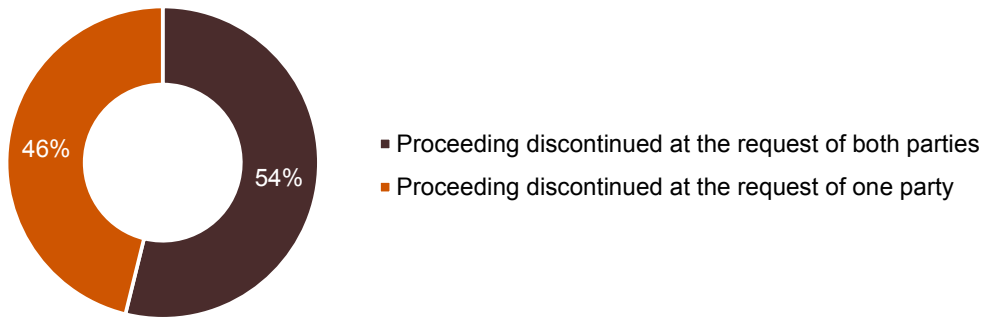 46%
54%
Proceeding discontinued at the request of both parties
Proceeding discontinued at the request of one party